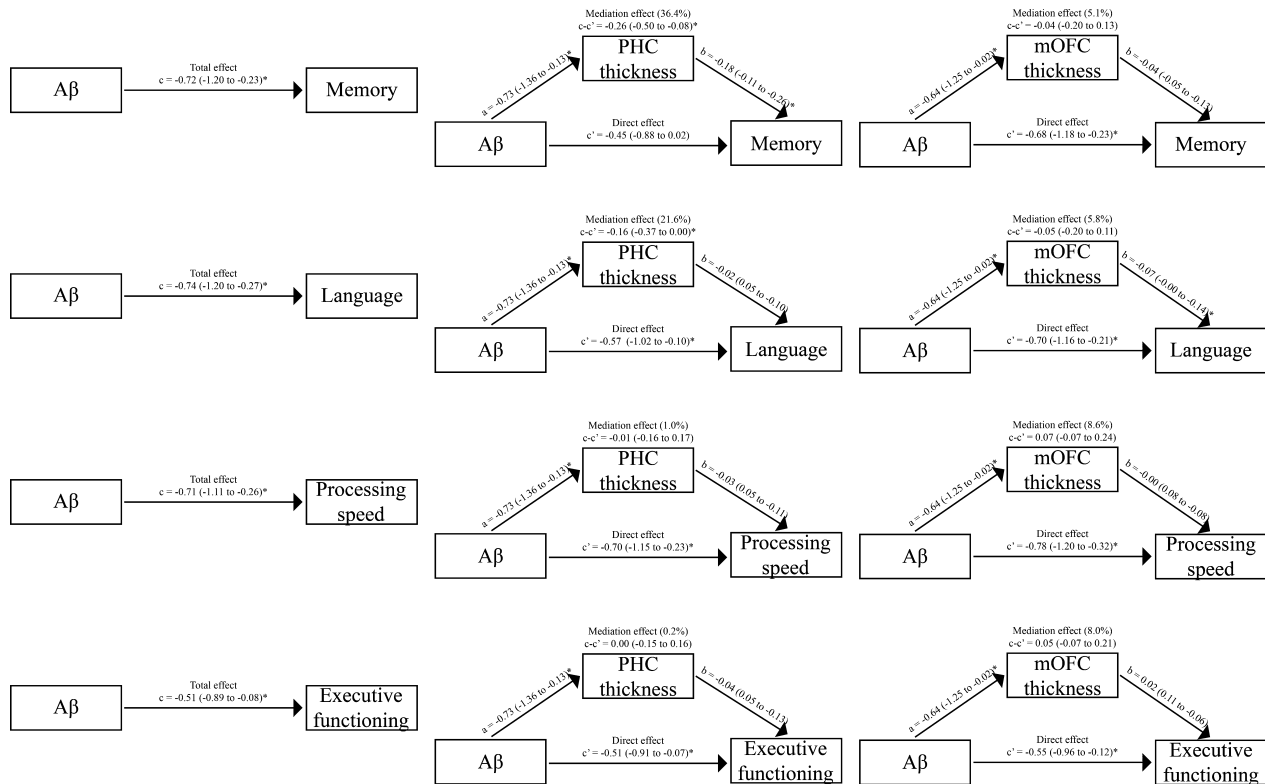 Total effect
c = -0.72 (-1.20 to -0.23)*
Aβ
Memory
Mediation effect (36.4%)
c-c’ = -0.26 (-0.50 to -0.08)*
PHC
thickness
a = -0.73 (-1.36 to -0.13)*
b = -0.18 (-0.11 to -0.26)*
Direct effect
c’ = -0.45 (-0.88 to 0.02)
Aβ
Memory
Mediation effect (5.1%)
c-c’ = -0.04 (-0.20 to 0.13)
mOFC
thickness
a = -0.64 (-1.25 to -0.02)*
b = -0.04 (-0.05 to -0.13)
Direct effect
c’ = -0.68 (-1.18 to -0.23)*
Aβ
Memory
Total effect
c = -0.74 (-1.20 to -0.27)*
Aβ
Language
Mediation effect (21.6%)
c-c’ = -0.16 (-0.37 to 0.00)*
PHC
thickness
a = -0.73 (-1.36 to -0.13)*
b = -0.02 (0.05 to -0.10)
Direct effect
c’ = -0.57 (-1.02 to -0.10)*
Aβ
Language
Mediation effect (5.8%)
c-c’ = -0.05 (-0.20 to 0.11)
mOFC
thickness
a = -0.64 (-1.25 to -0.02)*
b = -0.07 (-0.00 to -0.14)*
Direct effect
c’ = -0.70 (-1.16 to -0.21)*
Aβ
Language
Total effect
c = -0.71 (-1.11 to -0.26)*
Aβ
Processing
speed
Mediation effect (1.0%)
c-c’ = -0.01 (-0.16 to 0.17)
PHC
thickness
a = -0.73 (-1.36 to -0.13)*
b = -0.03 (0.05 to -0.11)
Direct effect
c’ = -0.70 (-1.15 to -0.23)*
Aβ
Processing
speed
Mediation effect (8.6%)
c-c’ = 0.07 (-0.07 to 0.24)
mOFC
thickness
a = -0.64 (-1.25 to -0.02)*
b = -0.00 (0.08 to -0.08)
Direct effect
c’ = -0.78 (-1.20 to -0.32)*
Aβ
Processing
speed
Total effect
c = -0.51 (-0.89 to -0.08)*
Aβ
Executive
functioning
Mediation effect (0.2%)
c-c’ = 0.00 (-0.15 to 0.16)
PHC
thickness
a = -0.73 (-1.36 to -0.13)*
b = -0.04 (0.05 to -0.13)
Direct effect
c’ = -0.51 (-0.91 to -0.07)*
Aβ
Executive
functioning
Mediation effect (8.0%)
c-c’ = 0.05 (-0.07 to 0.21)
mOFC
thickness
a = -0.64 (-1.25 to -0.02)*
b = 0.02 (0.11 to -0.06)
Direct effect
c’ = -0.55 (-0.96 to -0.12)*
Aβ
Executive
functioning